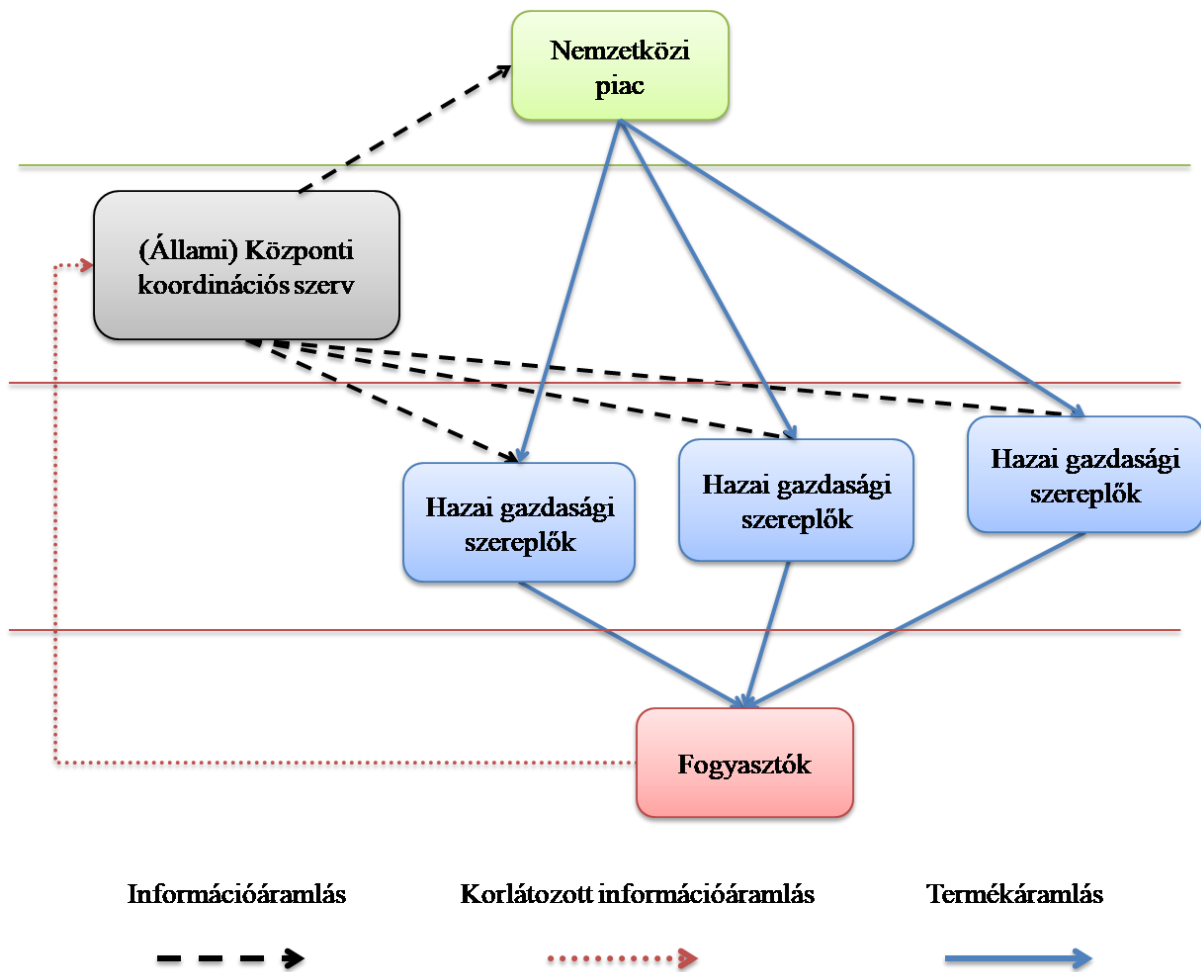 Nemzetközi
piac
(Állami) Központi
koordinációs szerv
Hazai gazdasági
szereplők
Hazai gazdasági
szereplők
Hazai gazdasági
szereplők
Fogyasztók
Információáramlás
Korlátozott információáramlás
Termékáramlás